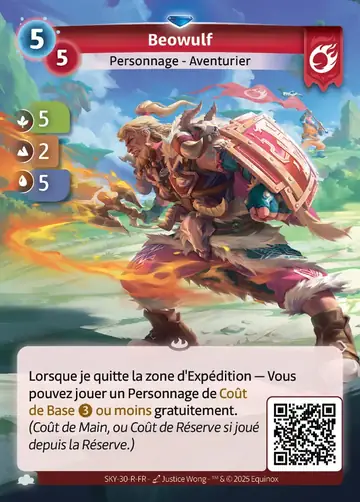 5
Beowulf
5
Personnage - Aventurier
5
2
5
Lorsque je quitte la zone d'Expédition — Vous
pouvez jouer un Personnage de Coût
de Base 3 ou moins gratuitement.
(Coût de Main, ou Coût de Réserve si joué
depuis la Réserve.)
SKY-30-R-FR - Justice Wong - ™ & © 2025 Equinox